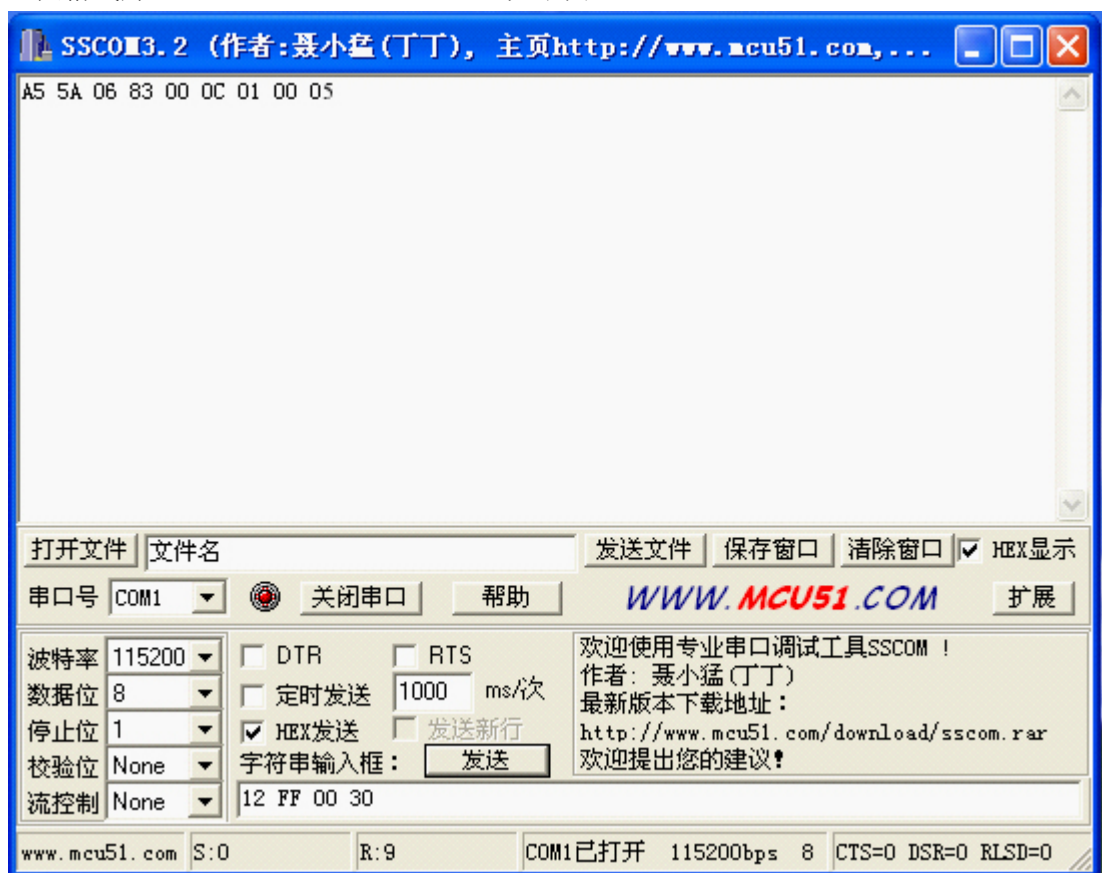 SSCOM3.2 (作者:聂小猛(丁丁), 主页http://www.mcu51.com,...
A5 5A 06 83 00 0C 01 00 05
打开文件 文件名 发送文件 保存窗口 清除窗口 HEX显示
串口号 COM1 关闭串口 帮助 WWW.MCU51.COM 扩展
波特率 115200 DTR RTS
数据位 8 定时发送 1000 ms/次
停止位 1 HEX发送 发送新行
校验位 None 字符串输入框: 发送
流控制 None 12 FF 00 30
欢迎使用专业串口调试工具SSCOM !
作者: 聂小猛(丁丁)
最新版本下载地址:
http://www.mcu51.com/download/sscom.rar
欢迎提出您的建议!
www.mcu51.com S:0 R:9 COM1已打开 115200bps 8 CTS=0 DSR=0 RLSD=0